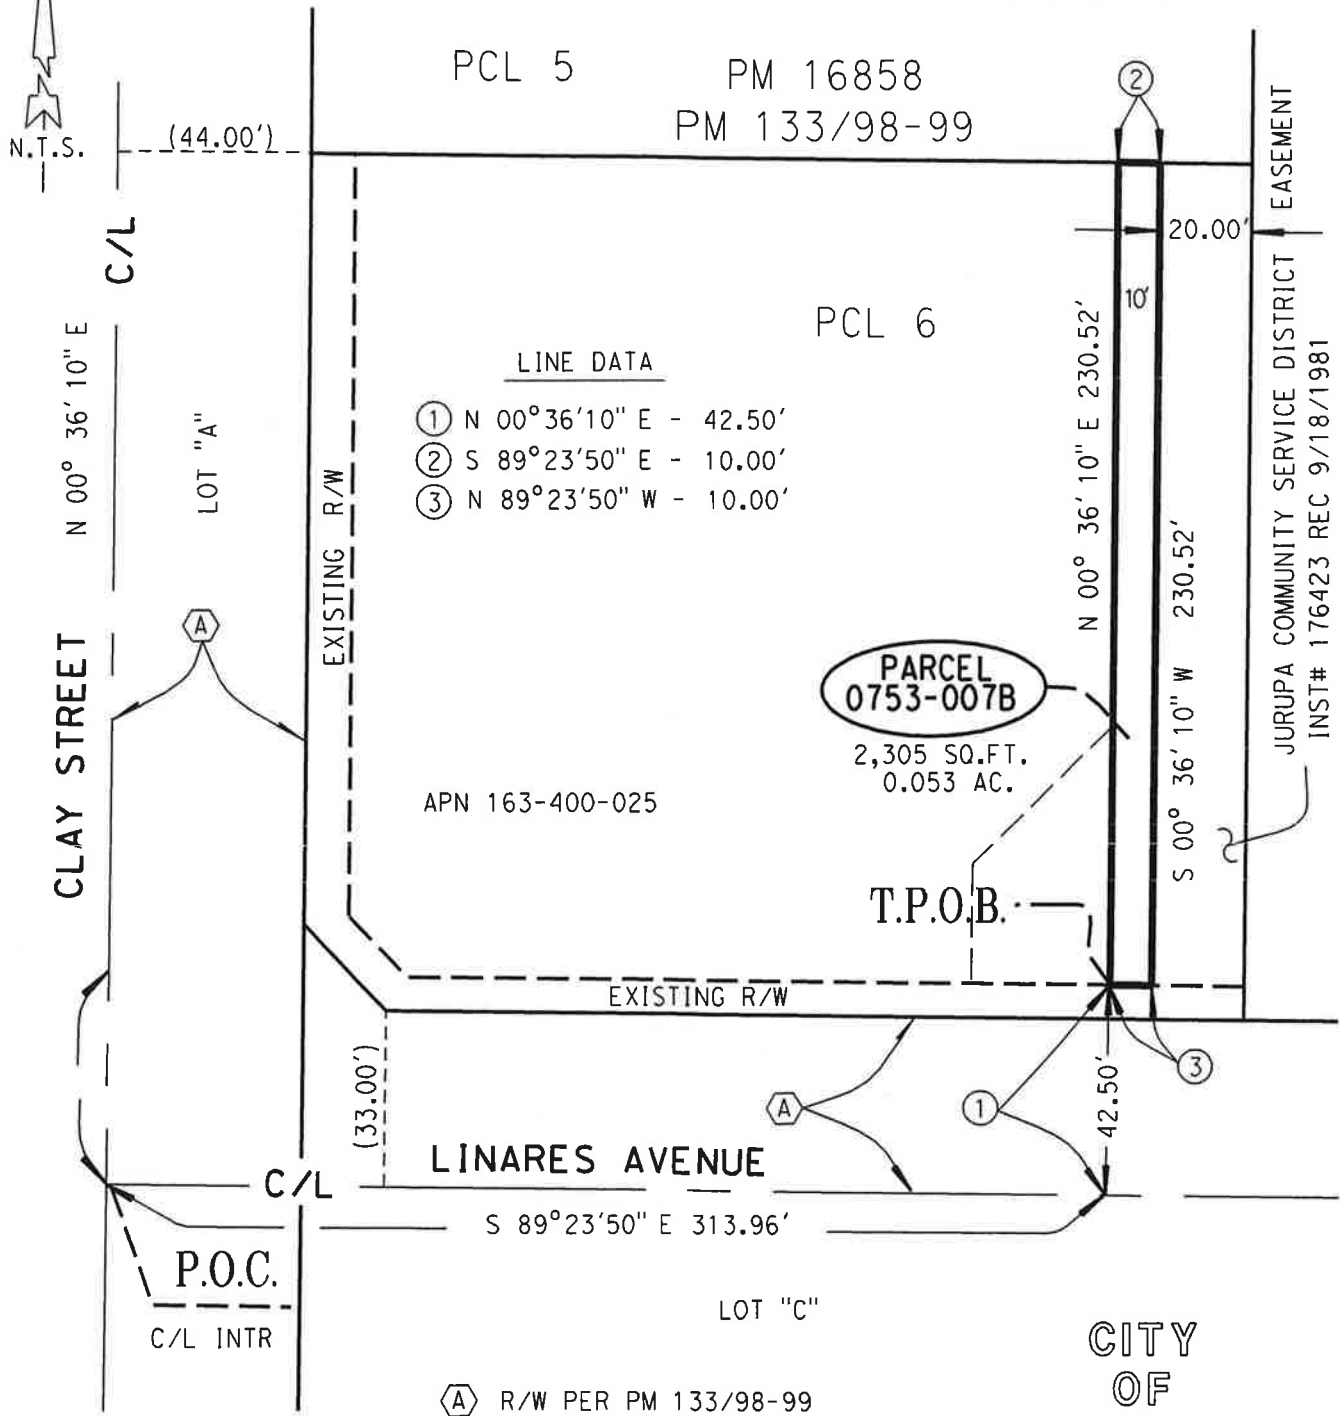 PCL 5
PM 16858
PM 133/98-99
2
N
N.T.S.
(44.00')
C/L
N 00° 36' 10" E
LOT "A"
EXISTING R/W
PCL 6
LINE DATA
1 N 00°36'10" E - 42.50'
2 S 89°23'50" E - 10.00'
3 N 89°23'50" W - 10.00'
20.00'
10'
N 00° 36' 10" E 230.52'
S 00° 36' 10" W 230.52'
JURUPA COMMUNITY SERVICE DISTRICT EASEMENT
INST# 176423 REC 9/18/1981
A
CLAY STREET
PARCEL
0753-007B
2,305 SQ.FT.
0.053 AC.
APN 163-400-025
T.P.O.B.
EXISTING R/W
(33.00')
A
1
42.50'
3
LINARES AVENUE
C/L
S 89°23'50" E 313.96'
P.O.C.
C/L INTR
LOT "C"
CITY
OF
A R/W PER PM 133/98-99